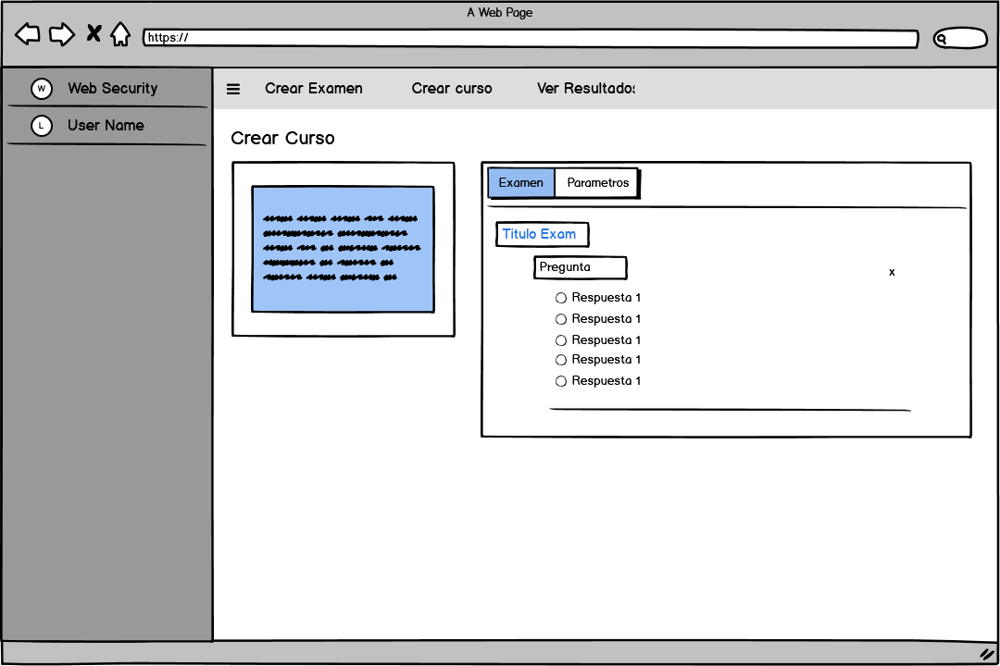 A Web Page
https://
W Web Security
L User Name
Crear Examen Crear curso Ver Resultados
Crear Curso
Examen Parametros
Titulo Exam
Pregunta
x
Respuesta 1
Respuesta 1
Respuesta 1
Respuesta 1
Respuesta 1